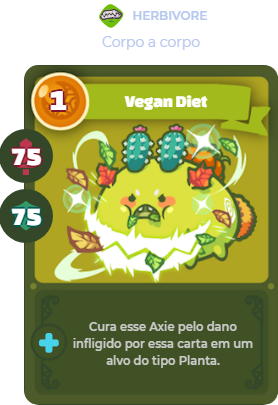 HERBIVORE
Corpo a corpo
1
Vegan Diet
75
75
Cura esse Axie pelo dano
infligido por essa carta em um
alvo do tipo Planta.